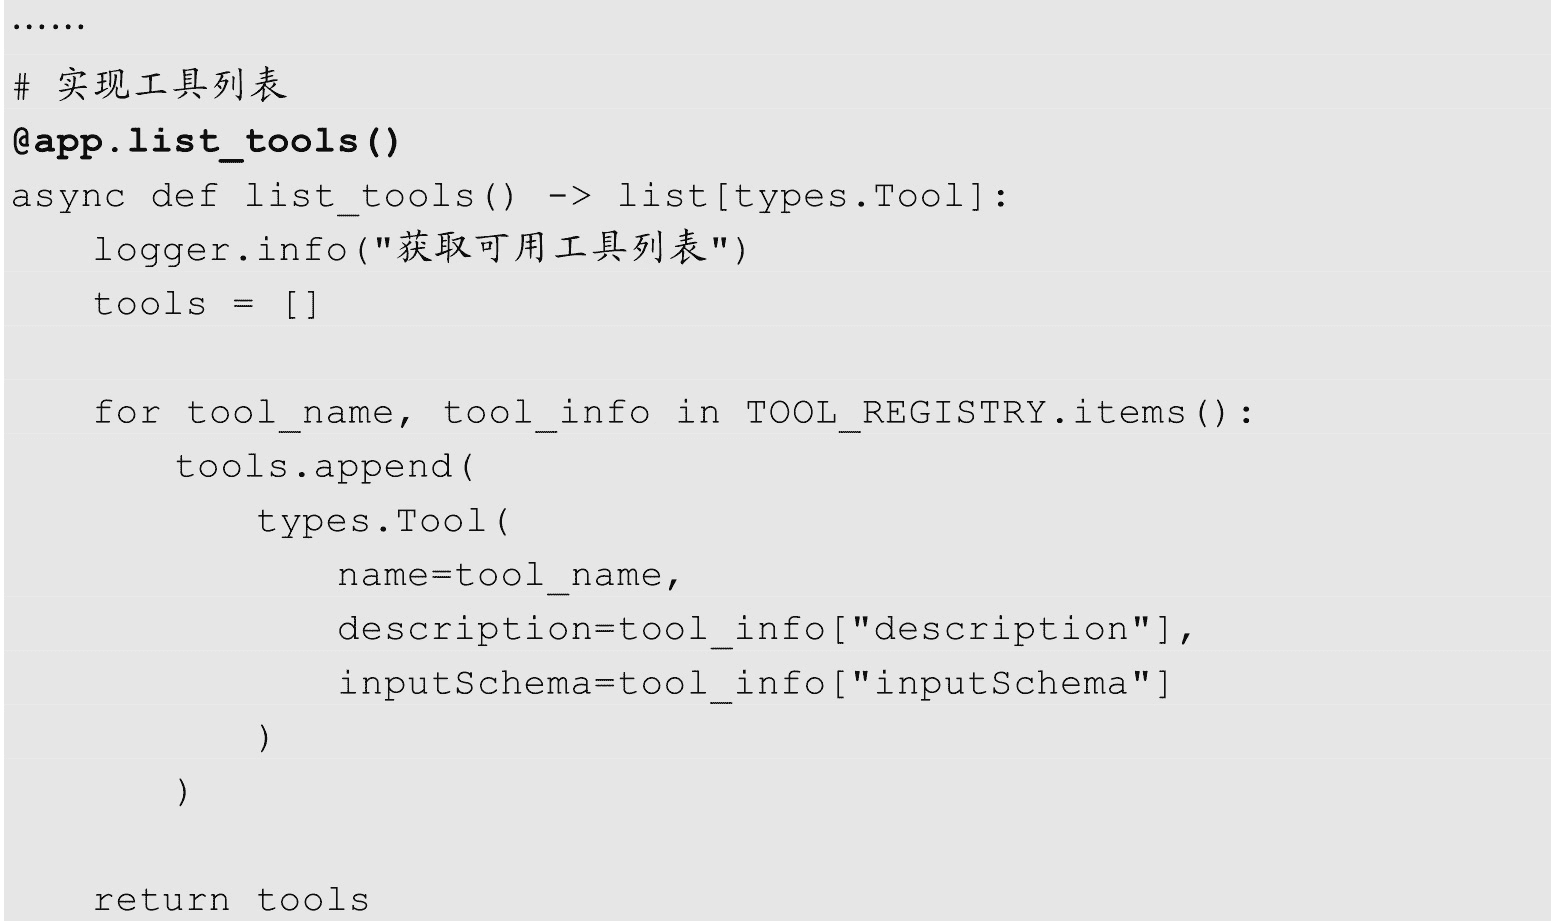 ……
# 实现工具列表
@app.list_tools()
async def list_tools() -> list[types.Tool]:
    logger.info("获取可用工具列表")
    tools = []

    for tool_name, tool_info in TOOL_REGISTRY.items():
        tools.append(
            types.Tool(
                name=tool_name,
                description=tool_info["description"],
                inputSchema=tool_info["inputSchema"]
            )
        )

    return tools